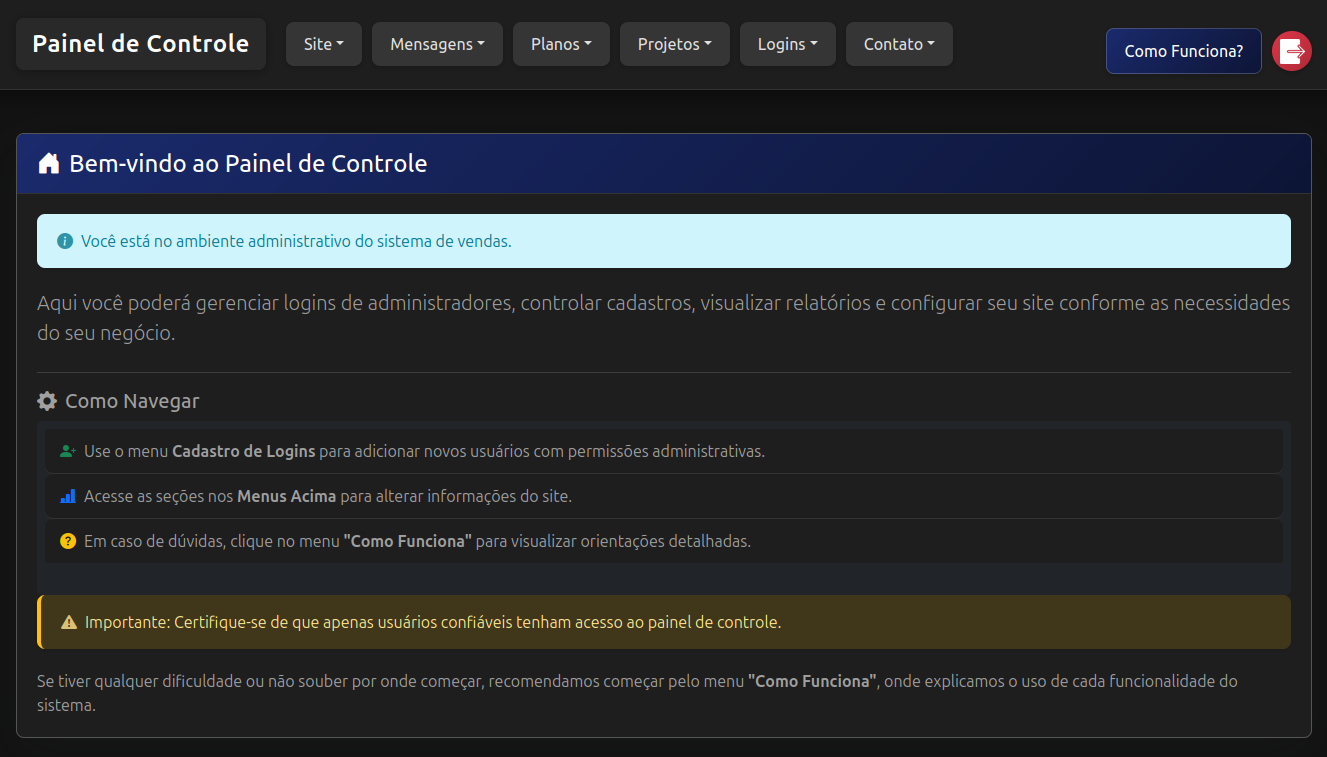 Painel de Controle
Site
Mensagens
Planos
Projetos
Logins
Contato
Como Funciona?
Bem-vindo ao Painel de Controle
Você está no ambiente administrativo do sistema de vendas.
Aqui você poderá gerenciar logins de administradores, controlar cadastros, visualizar relatórios e configurar seu site conforme as necessidades
do seu negócio.
Como Navegar
Use o menu Cadastro de Logins para adicionar novos usuários com permissões administrativas.
Acesse as seções nos Menus Acima para alterar informações do site.
Em caso de dúvidas, clique no menu "Como Funciona" para visualizar orientações detalhadas.
Importante: Certifique-se de que apenas usuários confiáveis tenham acesso ao painel de controle.
Se tiver qualquer dificuldade ou não souber por onde começar, recomendamos começar pelo menu "Como Funciona", onde explicamos o uso de cada funcionalidade do
sistema.